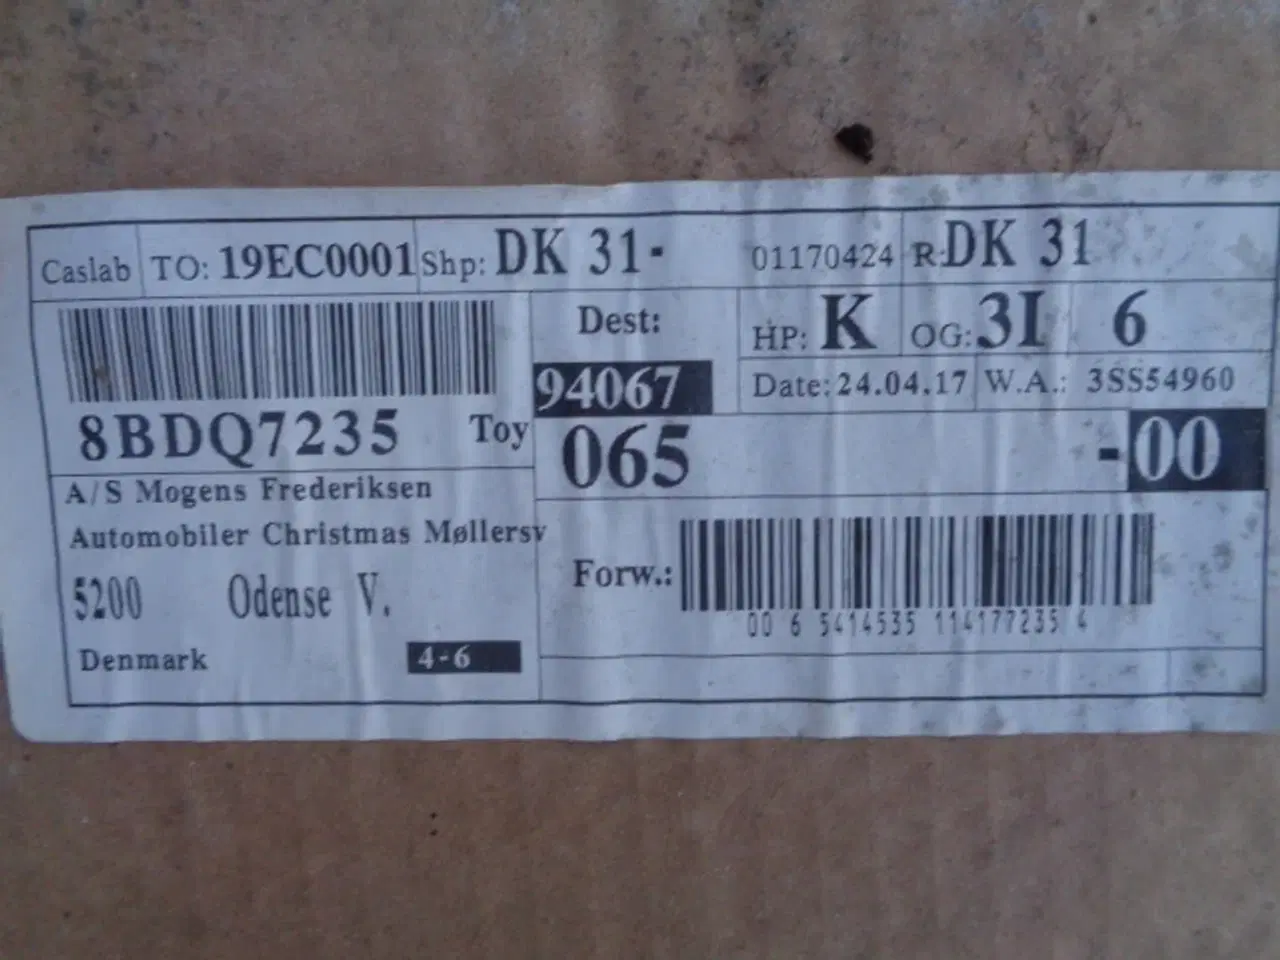 Caslab TO: 19EC0001 Shp: DK 31- 01170424 R: DK 31
Dest: HP: K OG: 3I 6
94067 Date: 24.04.17 W.A.: 3SS54960
8BDQ7235 Toy 065 -00
A/S Mogens Frederiksen
Automobiler Christmas Møllersv
5200 Odense V. Forw.:
00 6 5414535 114177235 4
Denmark 4-6